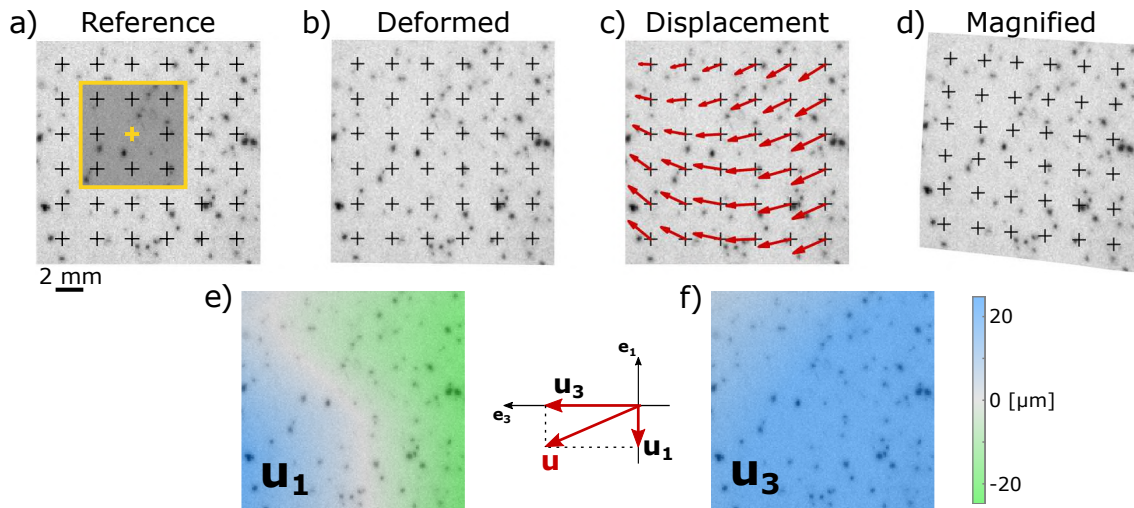 a) Reference
b) Deformed
c) Displacement
d) Magnified
2 mm
e)
u1
e1
u3
e3
u1
u
f)
u3
20
0 [μm]
-20